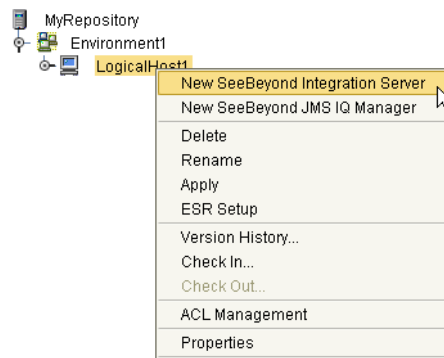 MyRepository
Environment1
LogicalHost1
New SeeBeyond Integration Server
New SeeBeyond JMS IQ Manager
Delete
Rename
Apply
ESR Setup
Version History...
Check In...
Check Out...
ACL Management
Properties